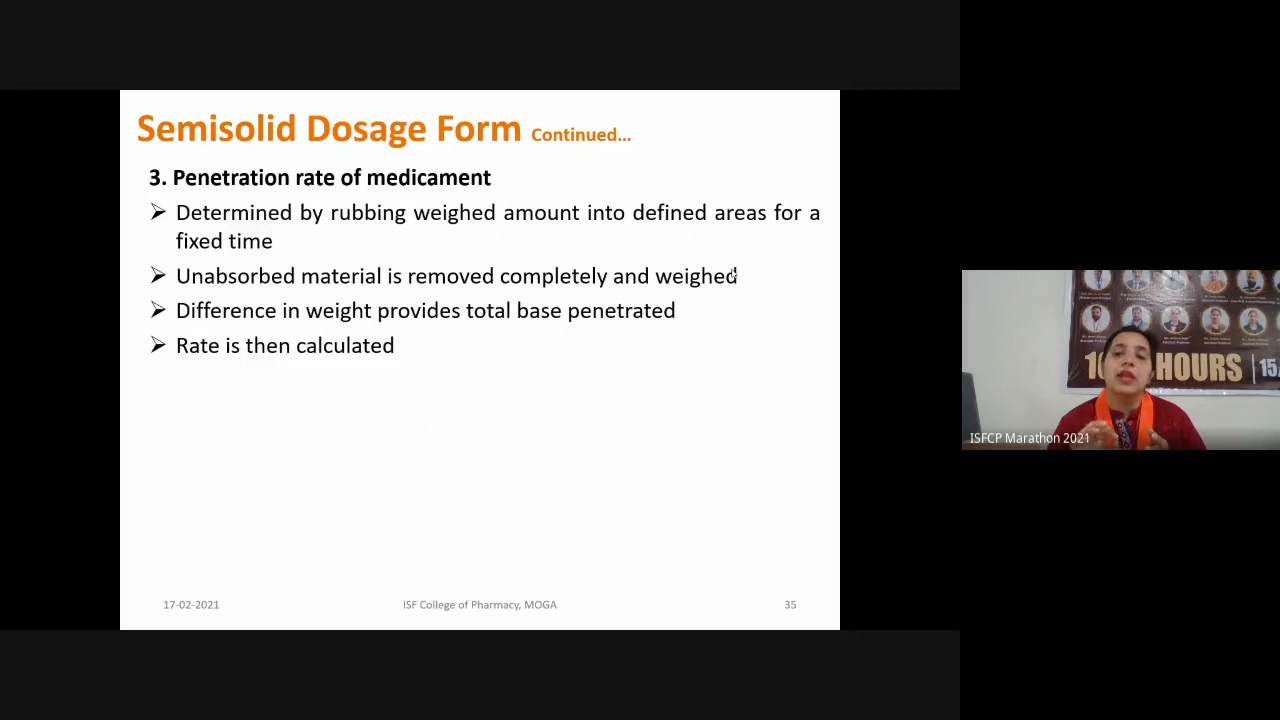 Semisolid Dosage Form Continued...
3. Penetration rate of medicament
➢ Determined by rubbing weighed amount into defined areas for a
fixed time
➢ Unabsorbed material is removed completely and weighed
➢ Difference in weight provides total base penetrated
➢ Rate is then calculated
17-02-2021
ISF College of Pharmacy, MOGA
35
HOURS
ISFCP Marathon 2021